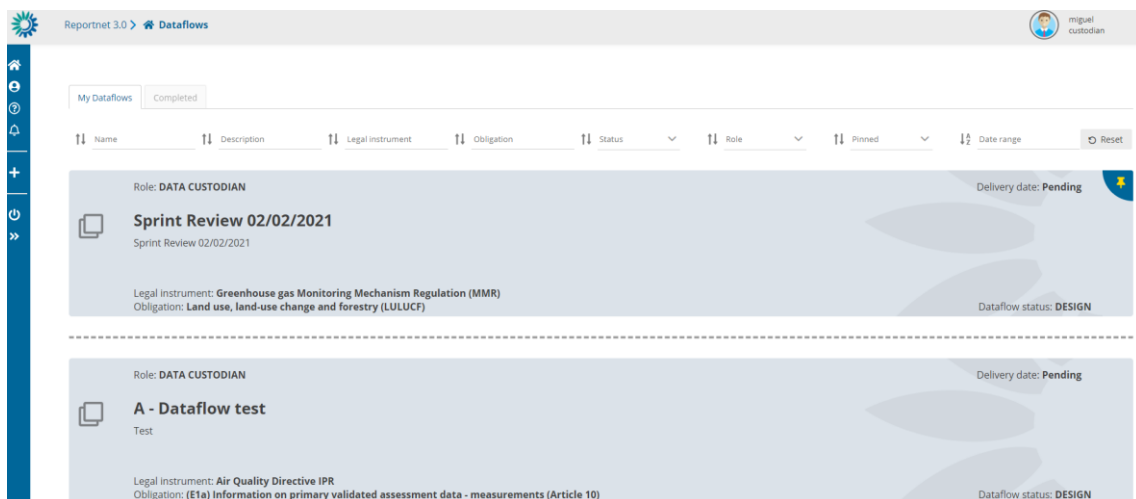 Reportnet 3.0 Dataflows
miguel
custodian
My Dataflows Completed
Name Description Legal instrument Obligation Status Role Pinned Date range Reset
Role: DATA CUSTODIAN Delivery date: Pending
Sprint Review 02/02/2021
Sprint Review 02/02/2021
Legal instrument: Greenhouse gas Monitoring Mechanism Regulation (MMR)
Obligation: Land use, land-use change and forestry (LULUCF) Dataflow status: DESIGN
Role: DATA CUSTODIAN Delivery date: Pending
A - Dataflow test
Test
Legal instrument: Air Quality Directive IPR
Obligation: (E1a) Information on primary validated assessment data - measurements (Article 10) Dataflow status: DESIGN